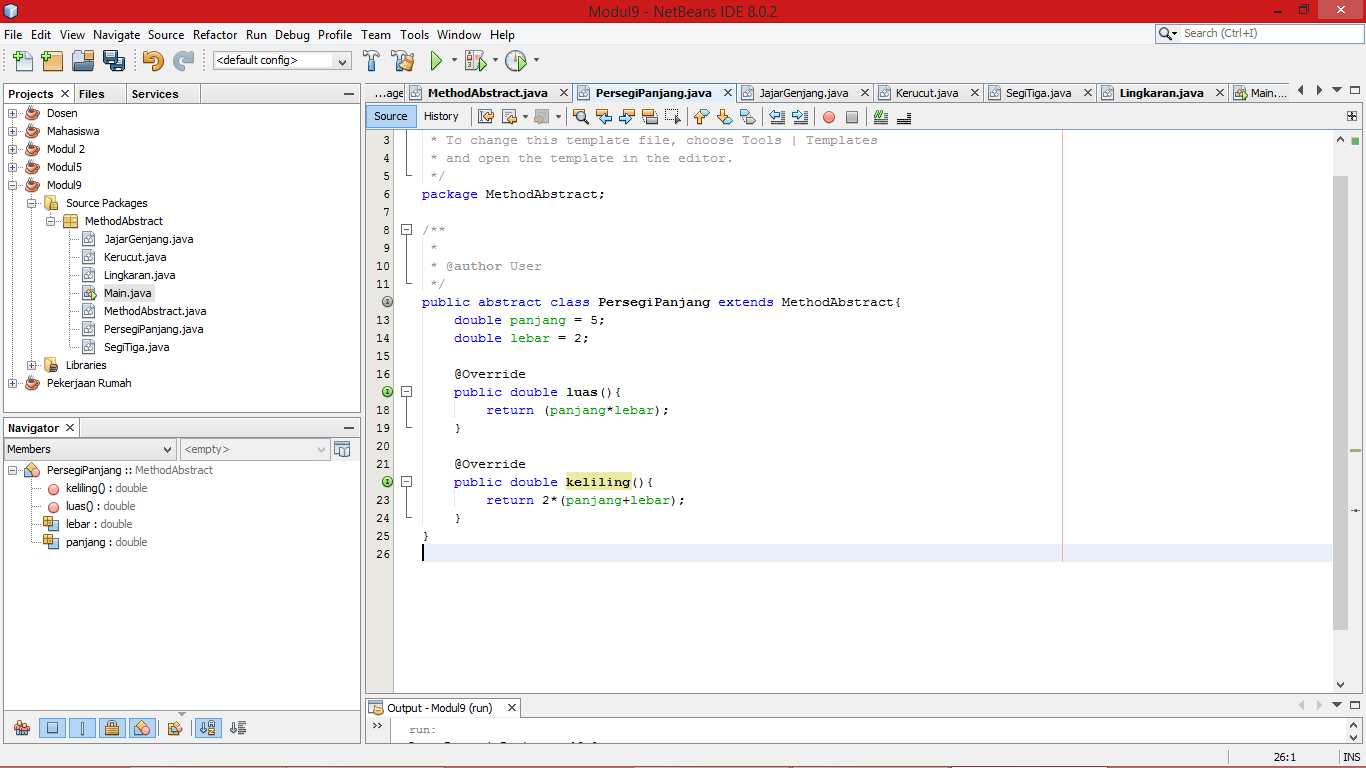 Modul9 - NetBeans IDE 8.0.2
File Edit View Navigate Source Refactor Run Debug Profile Team Tools Window Help
Search (Ctrl+I)
<default config>
Projects Files Services
Dosen
Mahasiswa
Modul 2
Modul5
Modul9
Source Packages
MethodAbstract
JajarGenjang.java
Kerucut.java
Lingkaran.java
Main.java
MethodAbstract.java
PersegiPanjang.java
SegiTiga.java
Libraries
Pekerjaan Rumah
Navigator
Members <empty>
PersegiPanjang :: MethodAbstract
keliling() : double
luas() : double
lebar : double
panjang : double
...age MethodAbstract.java PersegiPanjang.java JajarGenjang.java Kerucut.java SegiTiga.java Lingkaran.java Main....
Source History
3 * To change this template file, choose Tools | Templates
4 * and open the template in the editor.
5 */
6 package MethodAbstract;
7
8 /**
9 *
10 * @author User
11 */
public abstract class PersegiPanjang extends MethodAbstract{
13 double panjang = 5;
14 double lebar = 2;
15
16 @Override
public double luas(){
18 return (panjang*lebar);
19 }
20
21 @Override
public double keliling(){
23 return 2*(panjang+lebar);
24 }
25 }
26
Output - Modul9 (run)
run:
26:1 INS